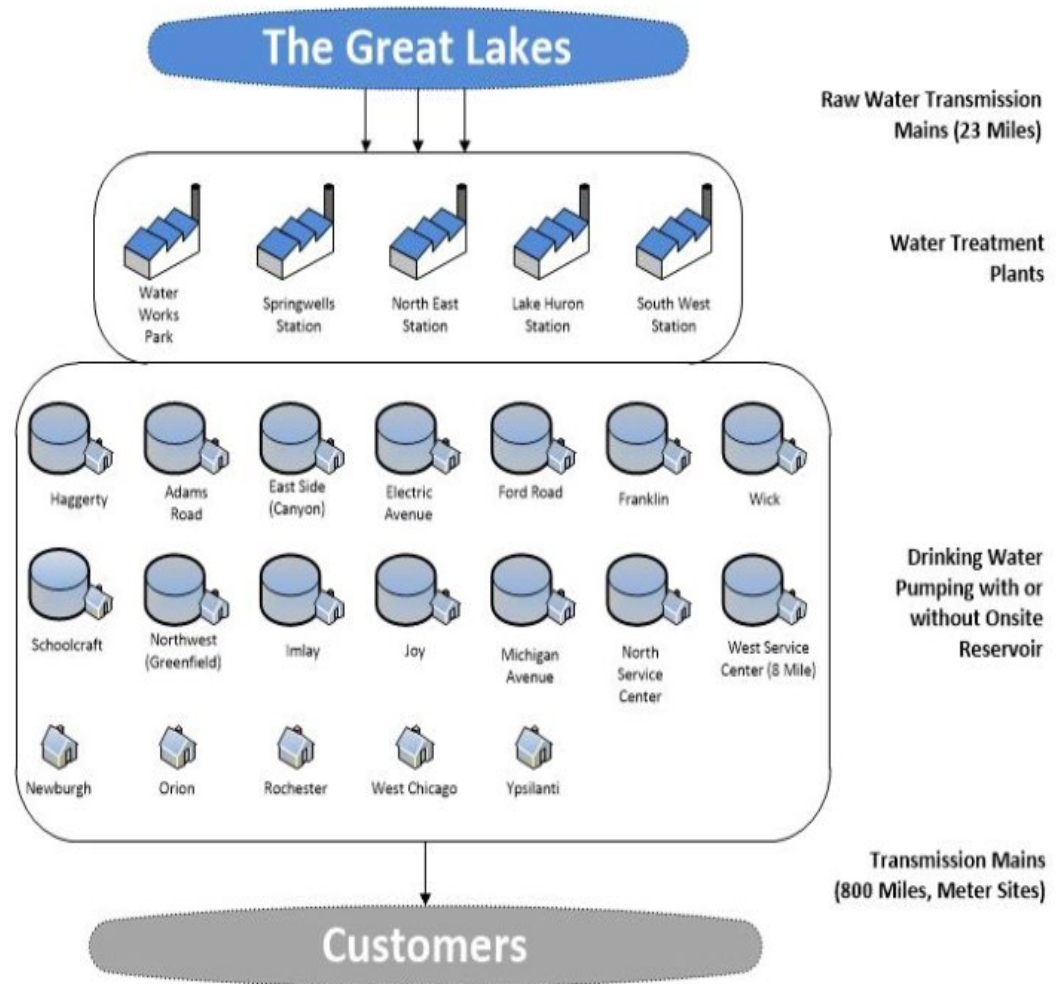 The Great Lakes
Raw Water Transmission
Mains (23 Miles)
Water
Works
Park
Springwells
Station
North East
Station
Lake Huron
Station
South West
Station
Water Treatment
Plants
Haggerty
Adams
Road
East Side
(Canyon)
Electric
Avenue
Ford Road
Franklin
Wick
Schoolcraft
Northwest
(Greenfield)
Imlay
Joy
Michigan
Avenue
North
Service
Center
West Service
Center (8 Mile)
Drinking Water
Pumping with or
without Onsite
Reservoir
Newburgh
Orion
Rochester
West Chicago
Ypsilanti
Transmission Mains
(800 Miles, Meter Sites)
Customers